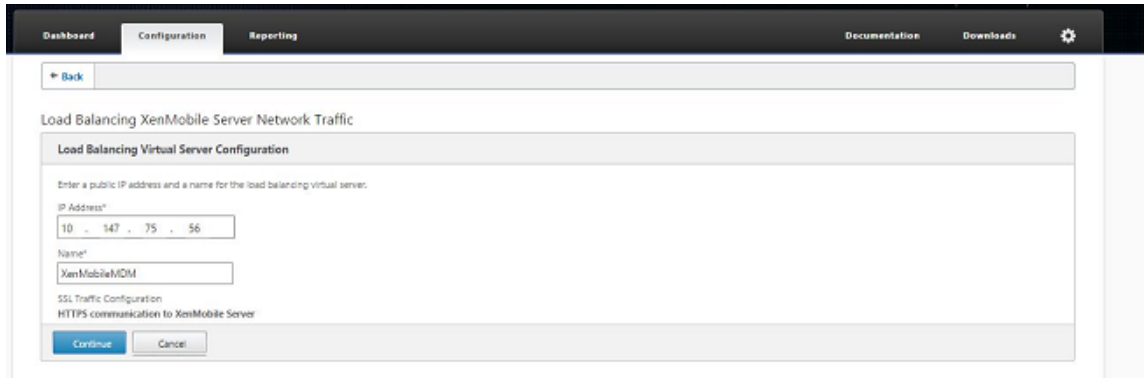 Dashboard Configuration Reporting Documentation Downloads
Back
Load Balancing XenMobile Server Network Traffic
Load Balancing Virtual Server Configuration
Enter a public IP address and a name for the load balancing virtual server.
IP Address*
10 . 147 . 75 . 56
Name*
XenMobileMDM
SSL Traffic Configuration
HTTPS communication to XenMobile Server
Continue Cancel